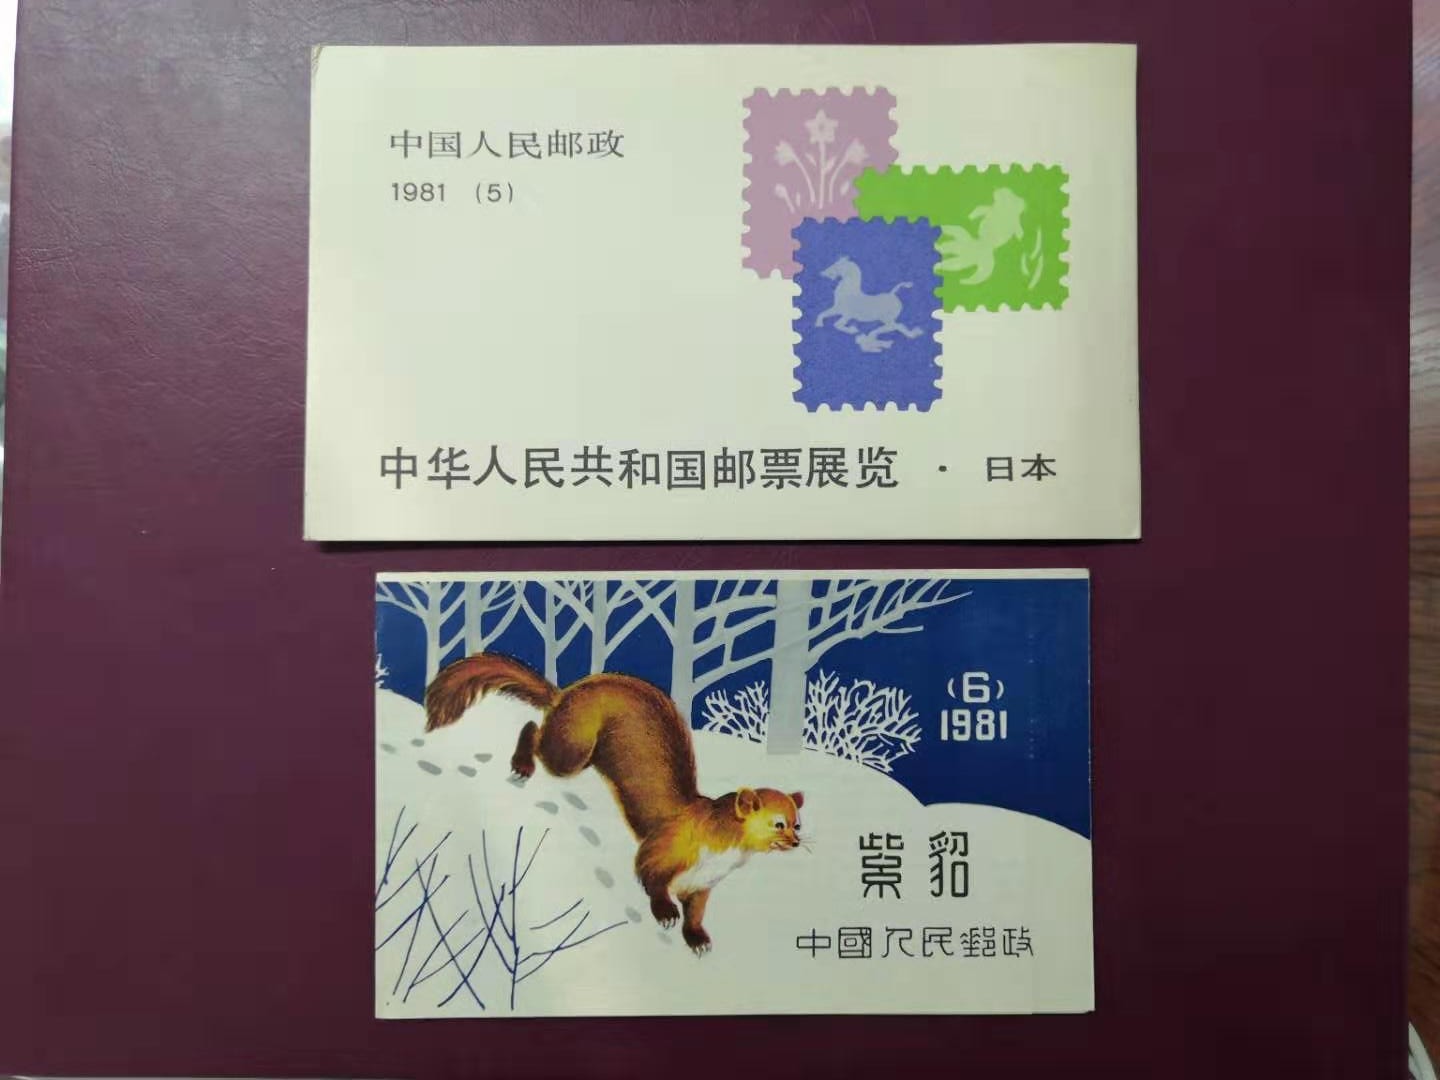 中国人民邮政
1981 (5)
中华人民共和国邮票展览 · 日本
(6)
1981
紫貂
中國人民郵政